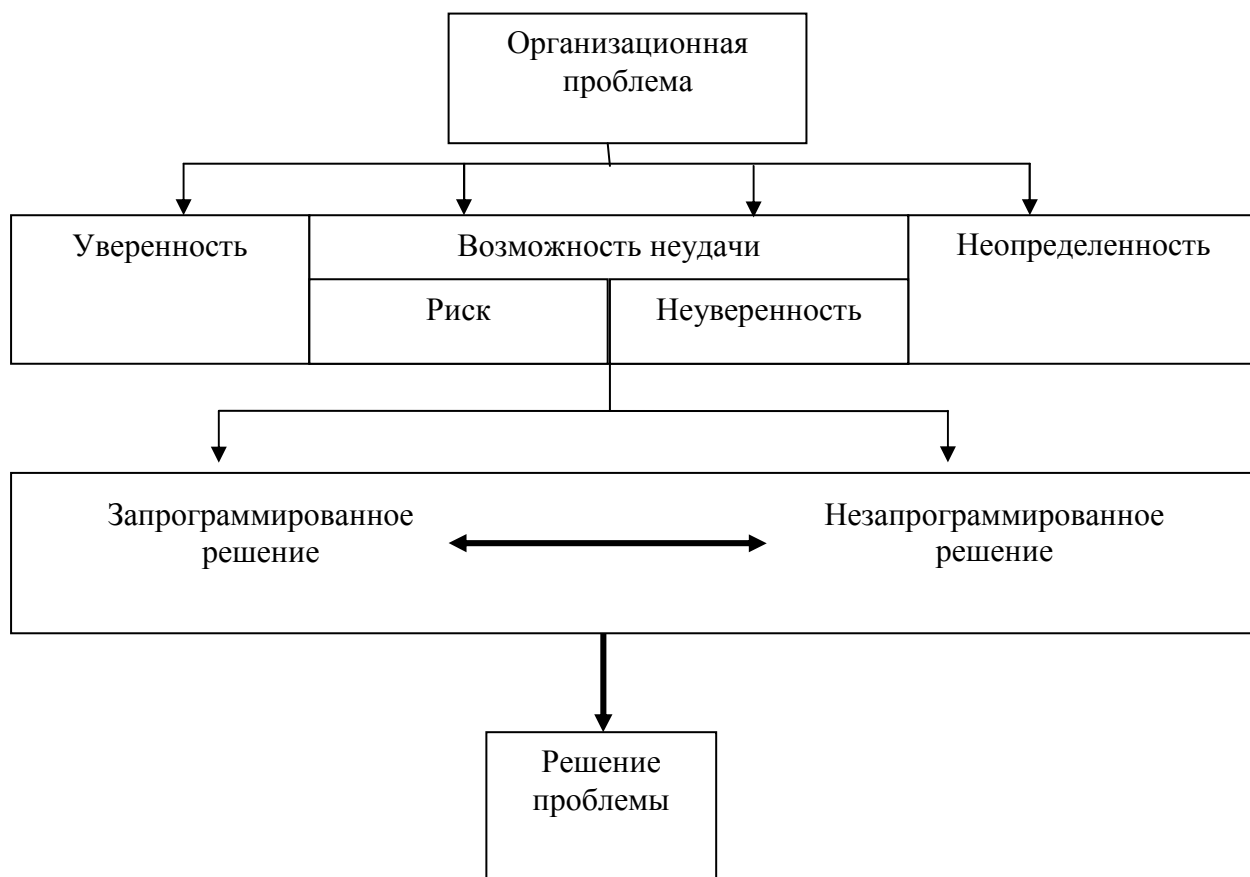 Организационная
проблема
Уверенность
Возможность неудачи
Неопределенность
Риск
Неуверенность
Запрограммированное
решение
Незапрограммированное
решение
Решение
проблемы